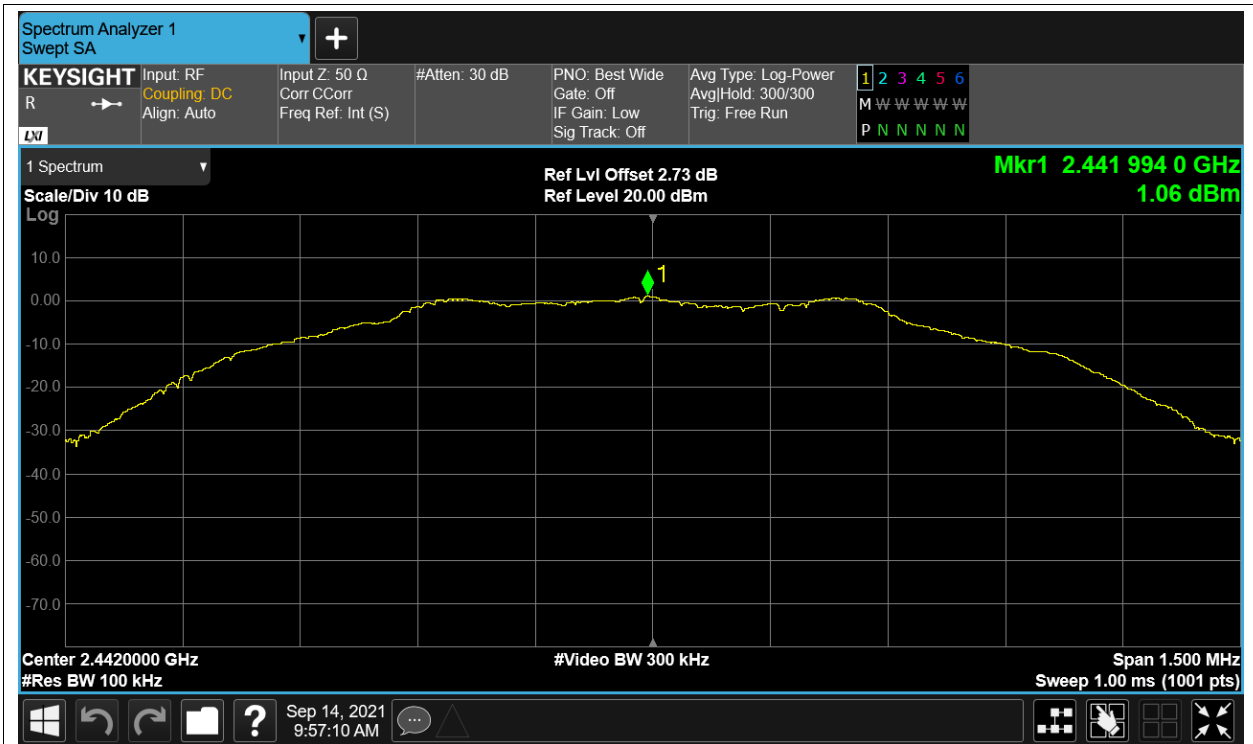 Spectrum Analyzer 1
Swept SA
KEYSIGHT
R
LXI
Input: RF
Coupling: DC
Align: Auto
Input Z: 50 Ω
Corr CCorr
Freq Ref: Int (S)
#Atten: 30 dB
PNO: Best Wide
Gate: Off
IF Gain: Low
Sig Track: Off
Avg Type: Log-Power
Avg|Hold: 300/300
Trig: Free Run
1 2 3 4 5 6
M W W W W W W
P N N N N N
1 Spectrum
Scale/Div 10 dB
Ref Lvl Offset 2.73 dB
Ref Level 20.00 dBm
Mkr1 2.441 994 0 GHz
1.06 dBm
Log
10.0
0.00
-10.0
-20.0
-30.0
-40.0
-50.0
-60.0
-70.0
1
Center 2.4420000 GHz
#Res BW 100 kHz
#Video BW 300 kHz
Span 1.500 MHz
Sweep 1.00 ms (1001 pts)
?
Sep 14, 2021
9:57:10 AM